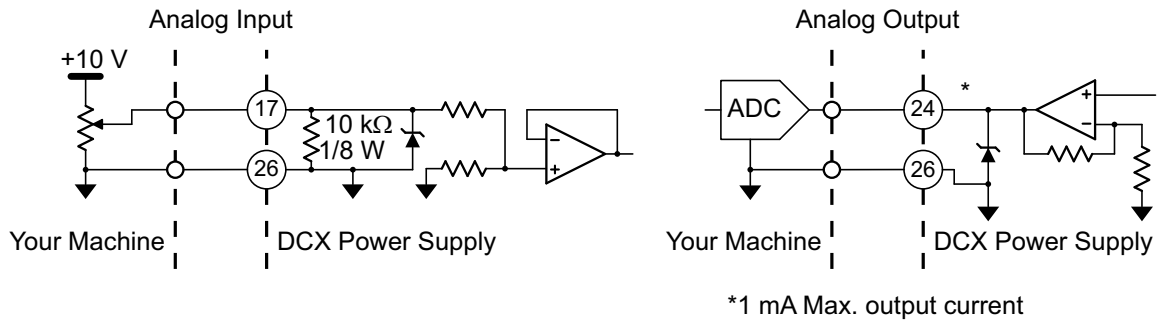 Analog Input
+10 V
17
10 kΩ
1/8 W
26
Your Machine
DCX Power Supply
Analog Output
ADC
24
*
26
Your Machine
DCX Power Supply
*1 mA Max. output current